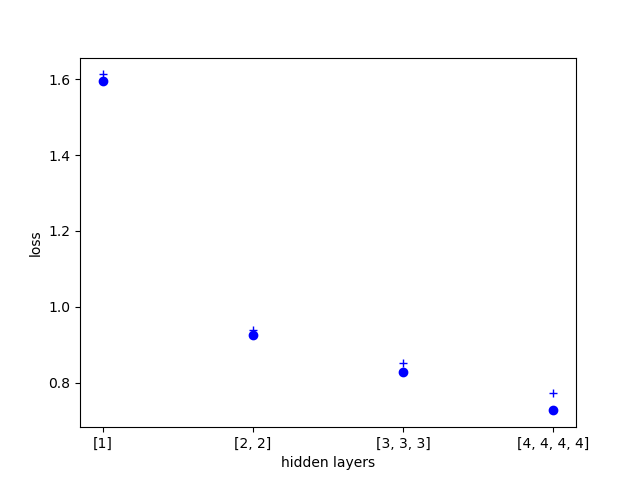 1.6
1.4
1.2
1.0
0.8
loss
[1]
[2, 2]
[3, 3, 3]
[4, 4, 4, 4]
hidden layers